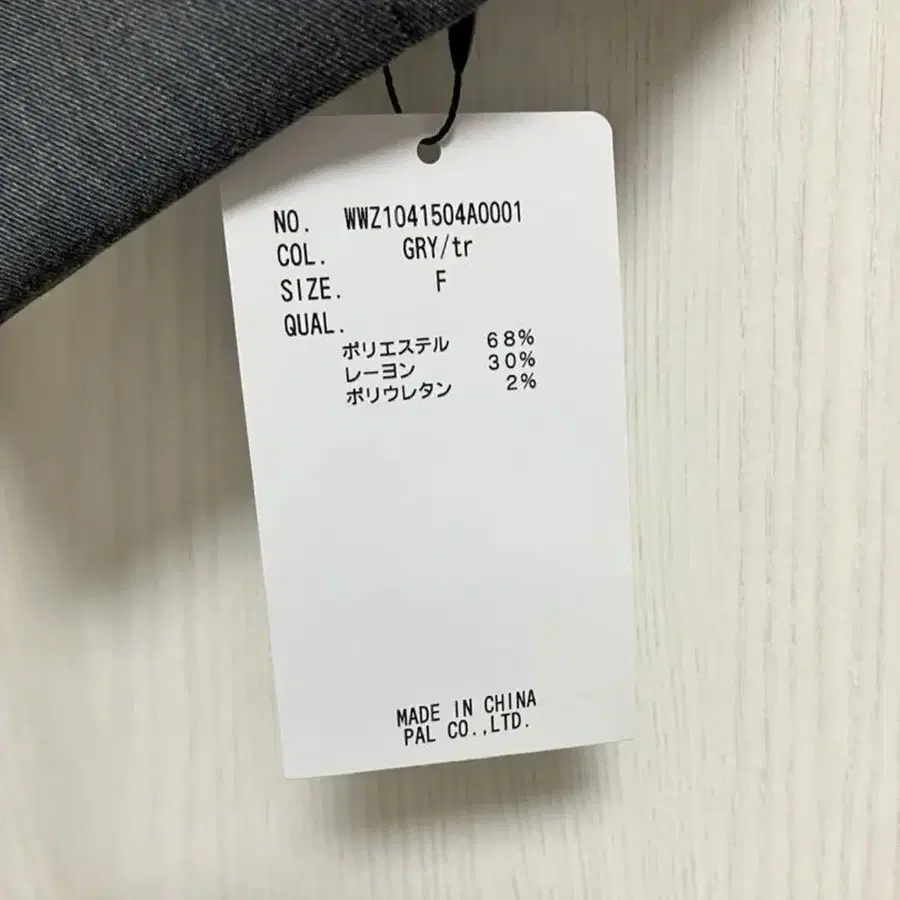 NO. WWZ1041504A0001
COL. GRY/tr
SIZE. F
QUAL.
ポリエステル 68%
レーヨン 30%
ポリウレタン 2%
MADE IN CHINA
PAL CO.,LTD.